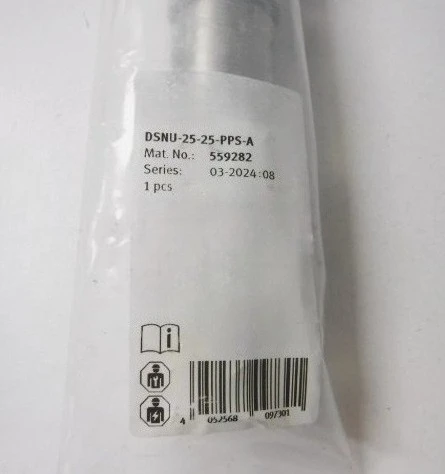 DSNU-25-25-PPS-A
Mat. No.: 559282
Series: 03-2024:08
1 pcs
i
4 052568 097301